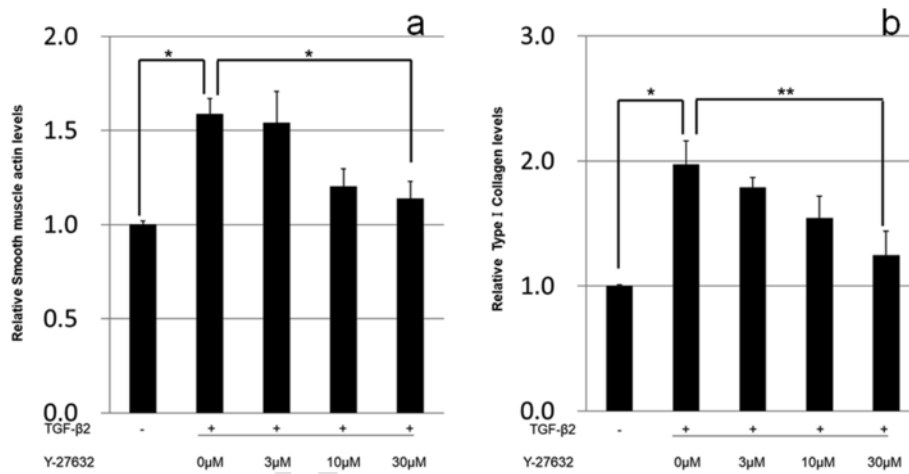 a
Relative Smooth muscle actin levels
2.0
1.5
1.0
0.5
0.0
* *
TGF-β2 - + + + +
Y-27632 0μM 3μM 10μM 30μM
b
Relative Type I Collagen levels
3.0
2.0
1.0
0.0
* **
TGF-β2 - + + + +
Y-27632 0μM 3μM 10μM 30μM